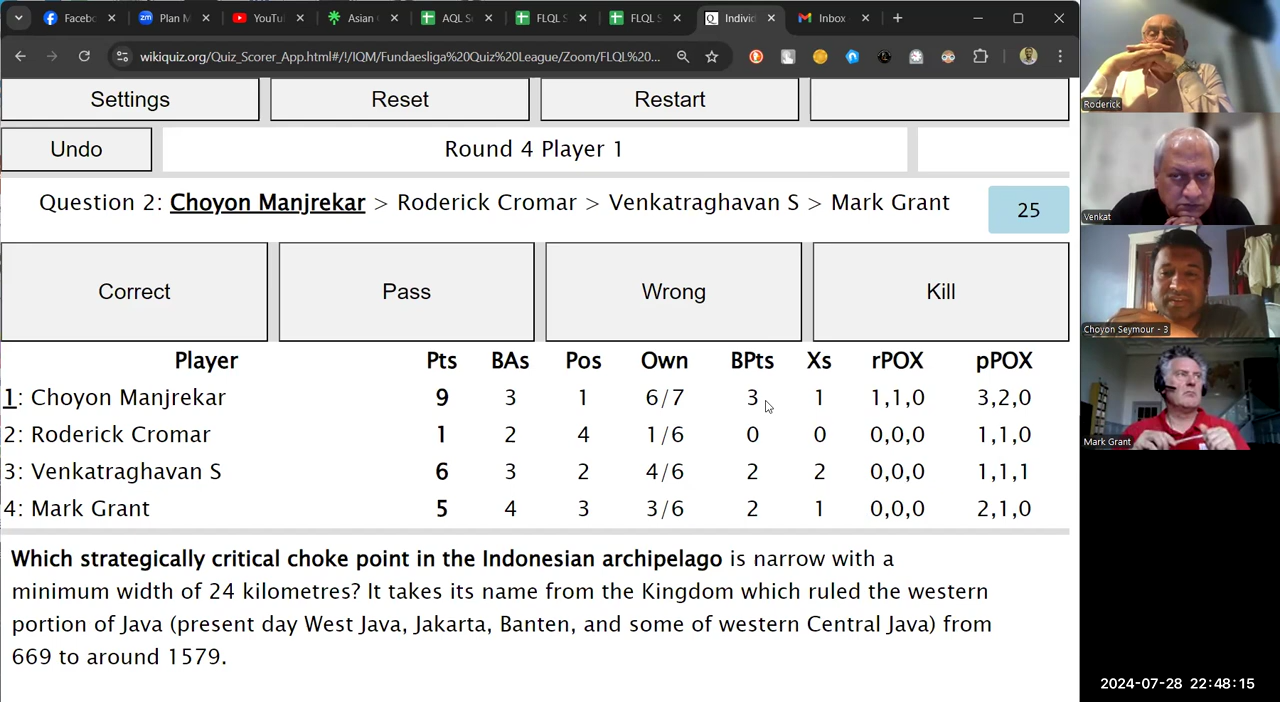 Facebo
Plan M
YouTu
Asian
AQL S
FLQL S
FLQL S
Individ
Inbox
wikiquiz.org/Quiz_Scorer_App.html#/!/IQM/Fundaesliga%20Quiz%20League/Zoom/FLQL%20...
Settings Reset Restart
Undo Round 4 Player 1
Question 2: Choyon Manjrekar > Roderick Cromar > Venkatraghavan S > Mark Grant 25
Correct Pass Wrong Kill
Player Pts BAs Pos Own BPts Xs rPOX pPOX
1: Choyon Manjrekar 9 3 1 6/7 3 1 1,1,0 3,2,0
2: Roderick Cromar 1 2 4 1/6 0 0 0,0,0 1,1,0
3: Venkatraghavan S 6 3 2 4/6 2 2 0,0,0 1,1,1
4: Mark Grant 5 4 3 3/6 2 1 0,0,0 2,1,0
Which strategically critical choke point in the Indonesian archipelago is narrow with a
minimum width of 24 kilometres? It takes its name from the Kingdom which ruled the western
portion of Java (present day West Java, Jakarta, Banten, and some of western Central Java) from
669 to around 1579.
Roderick
Venkat
Choyon Seymour - 3
Mark Grant
2024-07-28 22:48:15